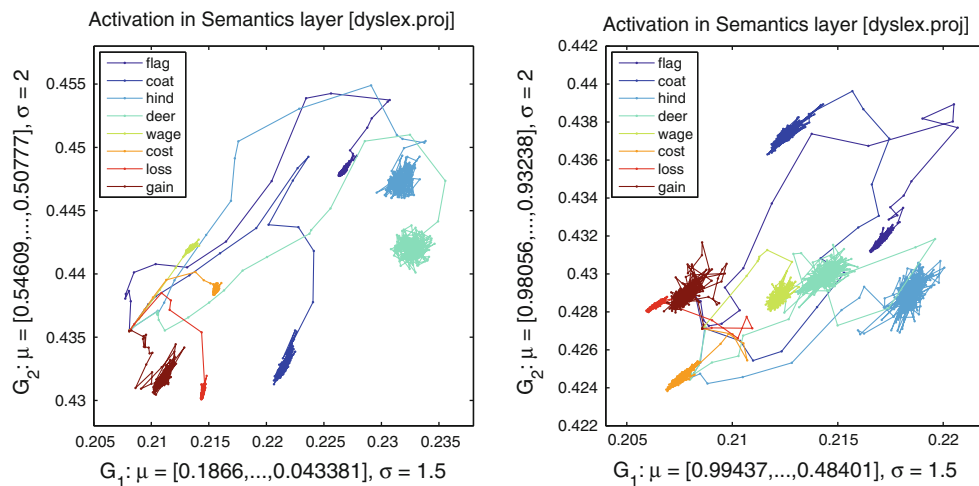 Activation in Semantics layer [dyslex.proj]
G2: μ = [0.54609,...,0.50777], σ = 2
0.455
0.45
0.445
0.44
0.435
0.43
flag
coat
hind
deer
wage
cost
loss
gain
0.205 0.21 0.215 0.22 0.225 0.23 0.235
G1: μ = [0.1866,...,0.043381], σ = 1.5
Activation in Semantics layer [dyslex.proj]
G2: μ = [0.98056,...,0.93238], σ = 2
0.442
0.44
0.438
0.436
0.434
0.432
0.43
0.428
0.426
0.424
0.422
flag
coat
hind
deer
wage
cost
loss
gain
0.205 0.21 0.215 0.22
G1: μ = [0.99437,...,0.48401], σ = 1.5